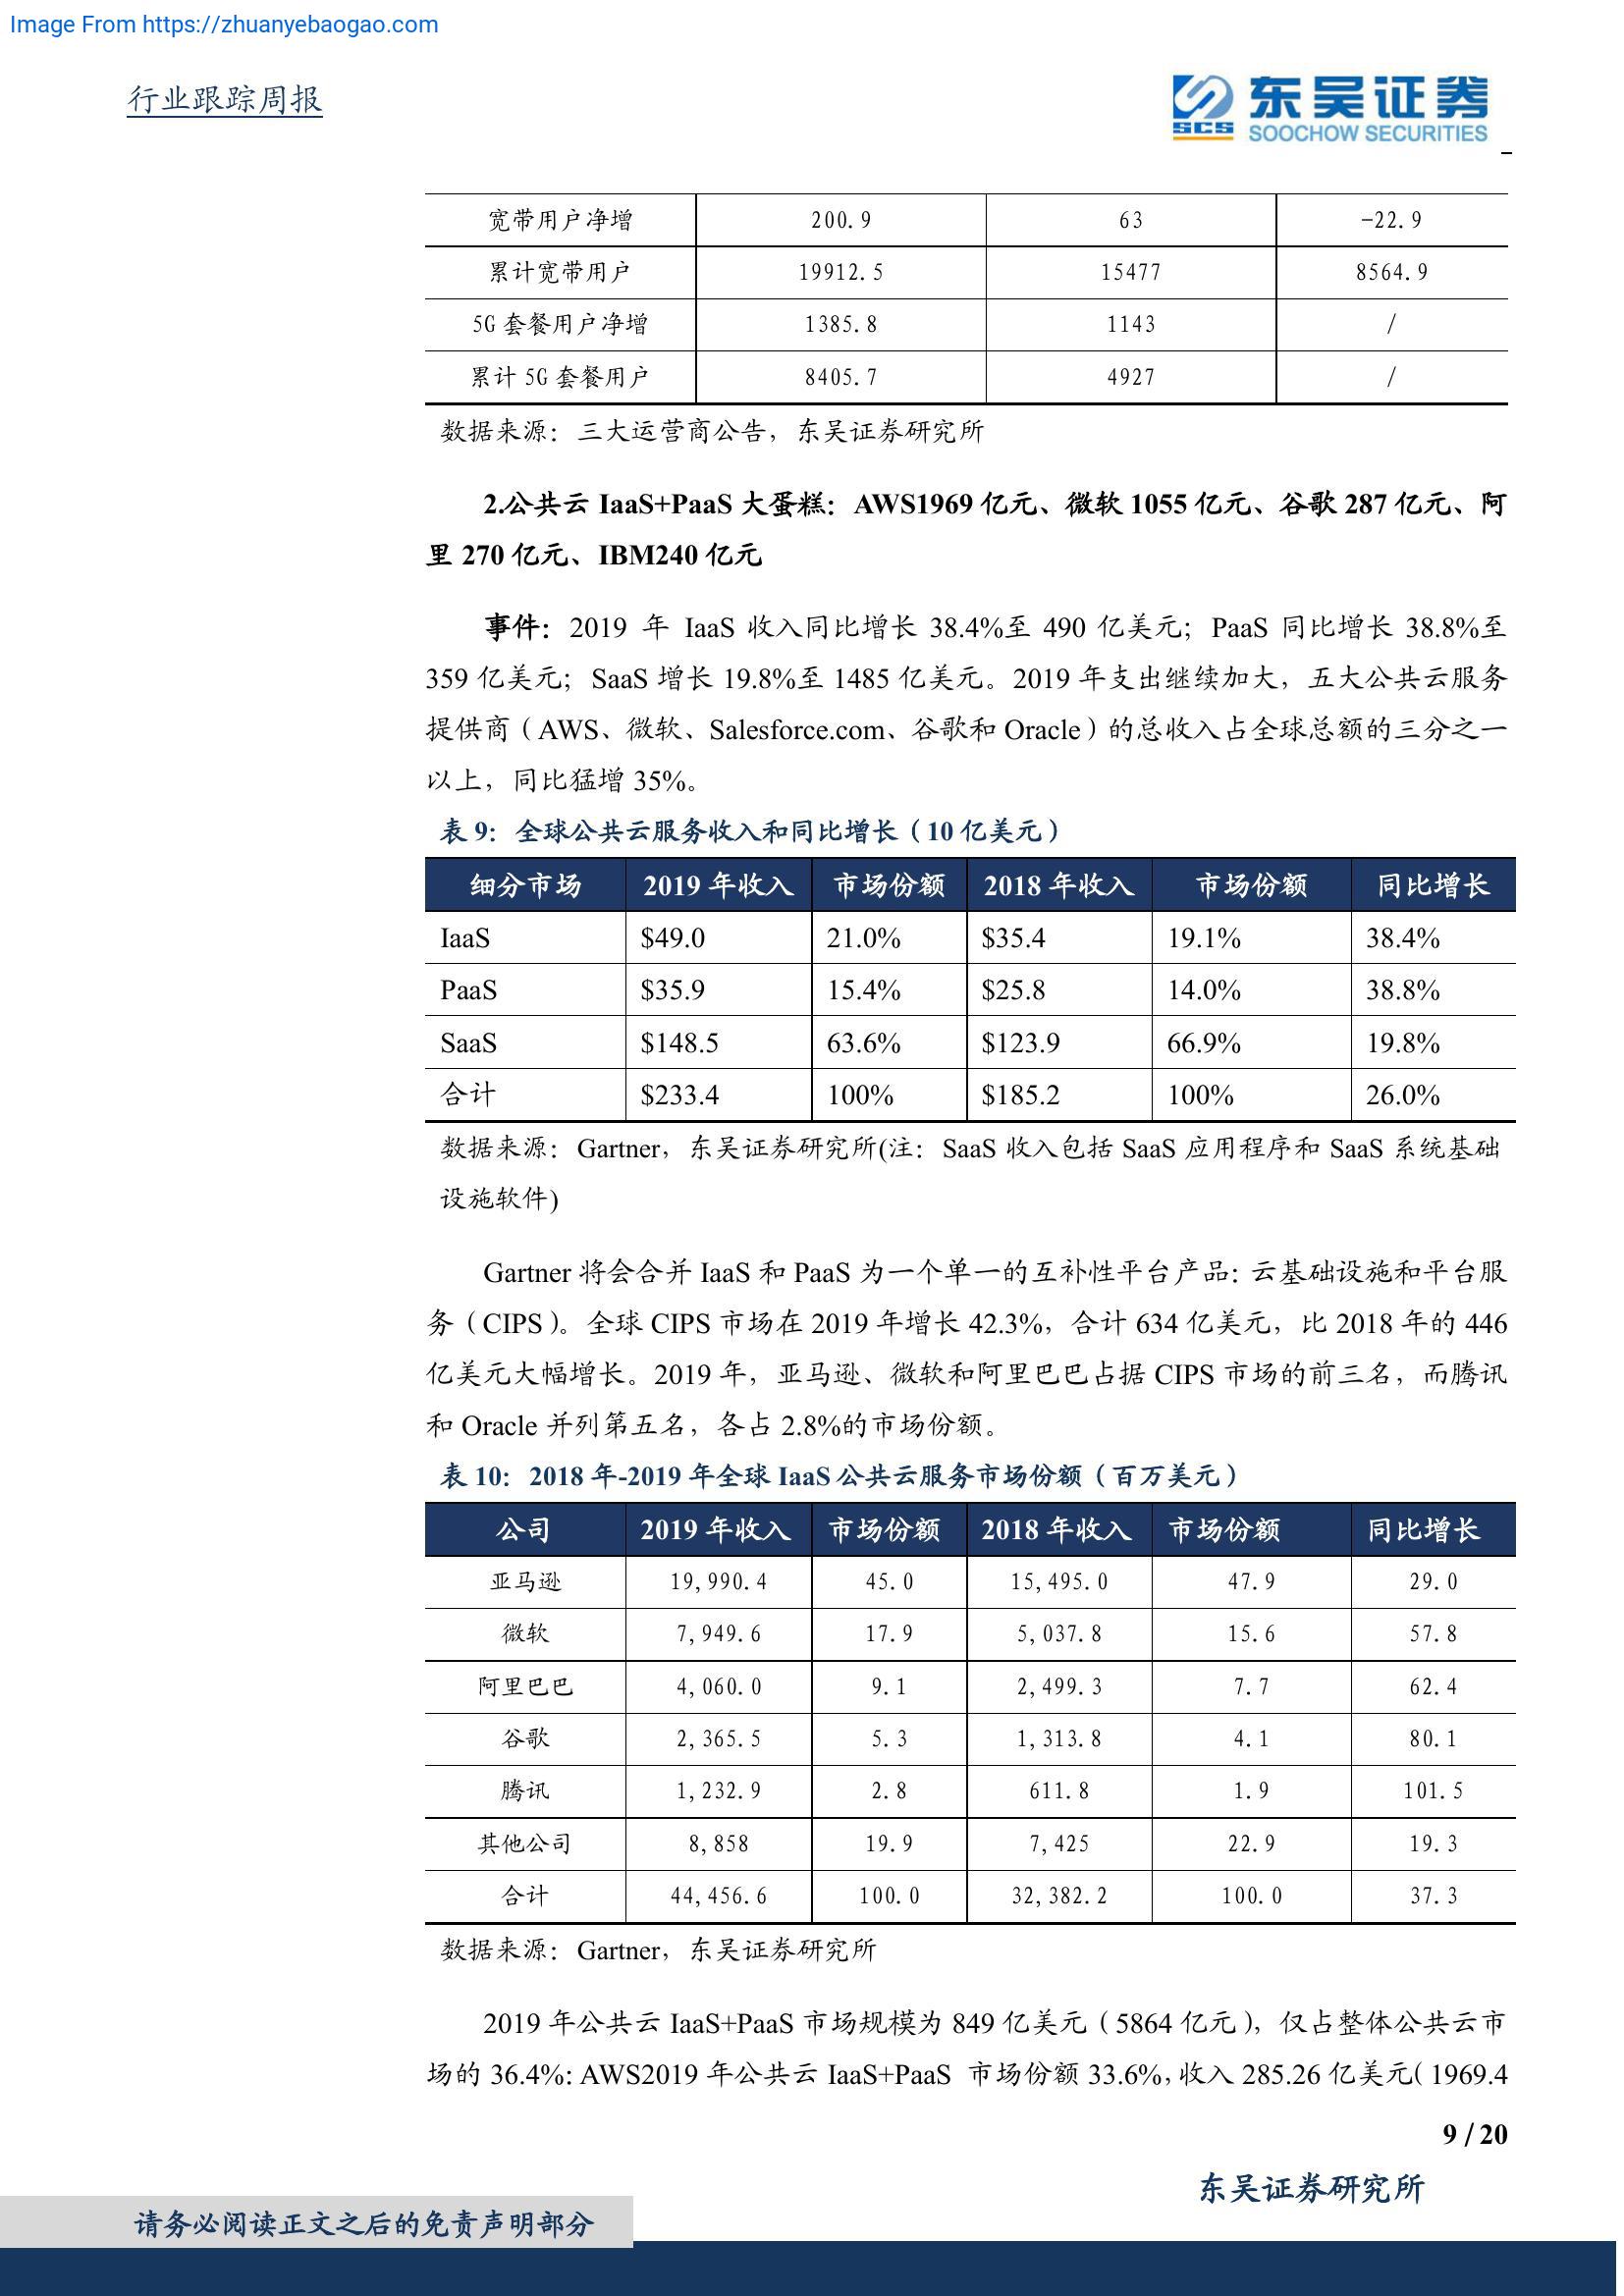 Image From https://zhuanyebaogao.com
行业跟踪周报
东吴证券
SCS SOOCHOW SECURITIES
宽带用户净增 200.9 63 -22.9
累计宽带用户 19912.5 15477 8564.9
5G 套餐用户净增 1385.8 1143 /
累计 5G 套餐用户 8405.7 4927 /
数据来源：三大运营商公告，东吴证券研究所
2.公共云 IaaS+PaaS 大蛋糕：AWS1969 亿元、微软 1055 亿元、谷歌 287 亿元、阿
里 270 亿元、IBM240 亿元
事件：2019 年 IaaS 收入同比增长 38.4%至 490 亿美元；PaaS 同比增长 38.8%至
359 亿美元；SaaS 增长 19.8%至 1485 亿美元。2019 年支出继续加大，五大公共云服务
提供商（AWS、微软、Salesforce.com、谷歌和 Oracle）的总收入占全球总额的三分之一
以上，同比猛增 35%。
表 9：全球公共云服务收入和同比增长（10 亿美元）
细分市场 2019 年收入 市场份额 2018 年收入 市场份额 同比增长
IaaS $49.0 21.0% $35.4 19.1% 38.4%
PaaS $35.9 15.4% $25.8 14.0% 38.8%
SaaS $148.5 63.6% $123.9 66.9% 19.8%
合计 $233.4 100% $185.2 100% 26.0%
数据来源：Gartner，东吴证券研究所(注：SaaS 收入包括 SaaS 应用程序和 SaaS 系统基础
设施软件)
Gartner 将会合并 IaaS 和 PaaS 为一个单一的互补性平台产品：云基础设施和平台服
务（CIPS）。全球 CIPS 市场在 2019 年增长 42.3%，合计 634 亿美元，比 2018 年的 446
亿美元大幅增长。2019 年，亚马逊、微软和阿里巴巴占据 CIPS 市场的前三名，而腾讯
和 Oracle 并列第五名，各占 2.8%的市场份额。
表 10：2018 年-2019 年全球 IaaS 公共云服务市场份额（百万美元）
公司 2019 年收入 市场份额 2018 年收入 市场份额 同比增长
亚马逊 19,990.4 45.0 15,495.0 47.9 29.0
微软 7,949.6 17.9 5,037.8 15.6 57.8
阿里巴巴 4,060.0 9.1 2,499.3 7.7 62.4
谷歌 2,365.5 5.3 1,313.8 4.1 80.1
腾讯 1,232.9 2.8 611.8 1.9 101.5
其他公司 8,858 19.9 7,425 22.9 19.3
合计 44,456.6 100.0 32,382.2 100.0 37.3
数据来源：Gartner，东吴证券研究所
2019 年公共云 IaaS+PaaS 市场规模为 849 亿美元（5864 亿元），仅占整体公共云市
场的 36.4%: AWS2019 年公共云 IaaS+PaaS 市场份额 33.6%，收入 285.26 亿美元（1969.4
9 / 20
东吴证券研究所
请务必阅读正文之后的免责声明部分